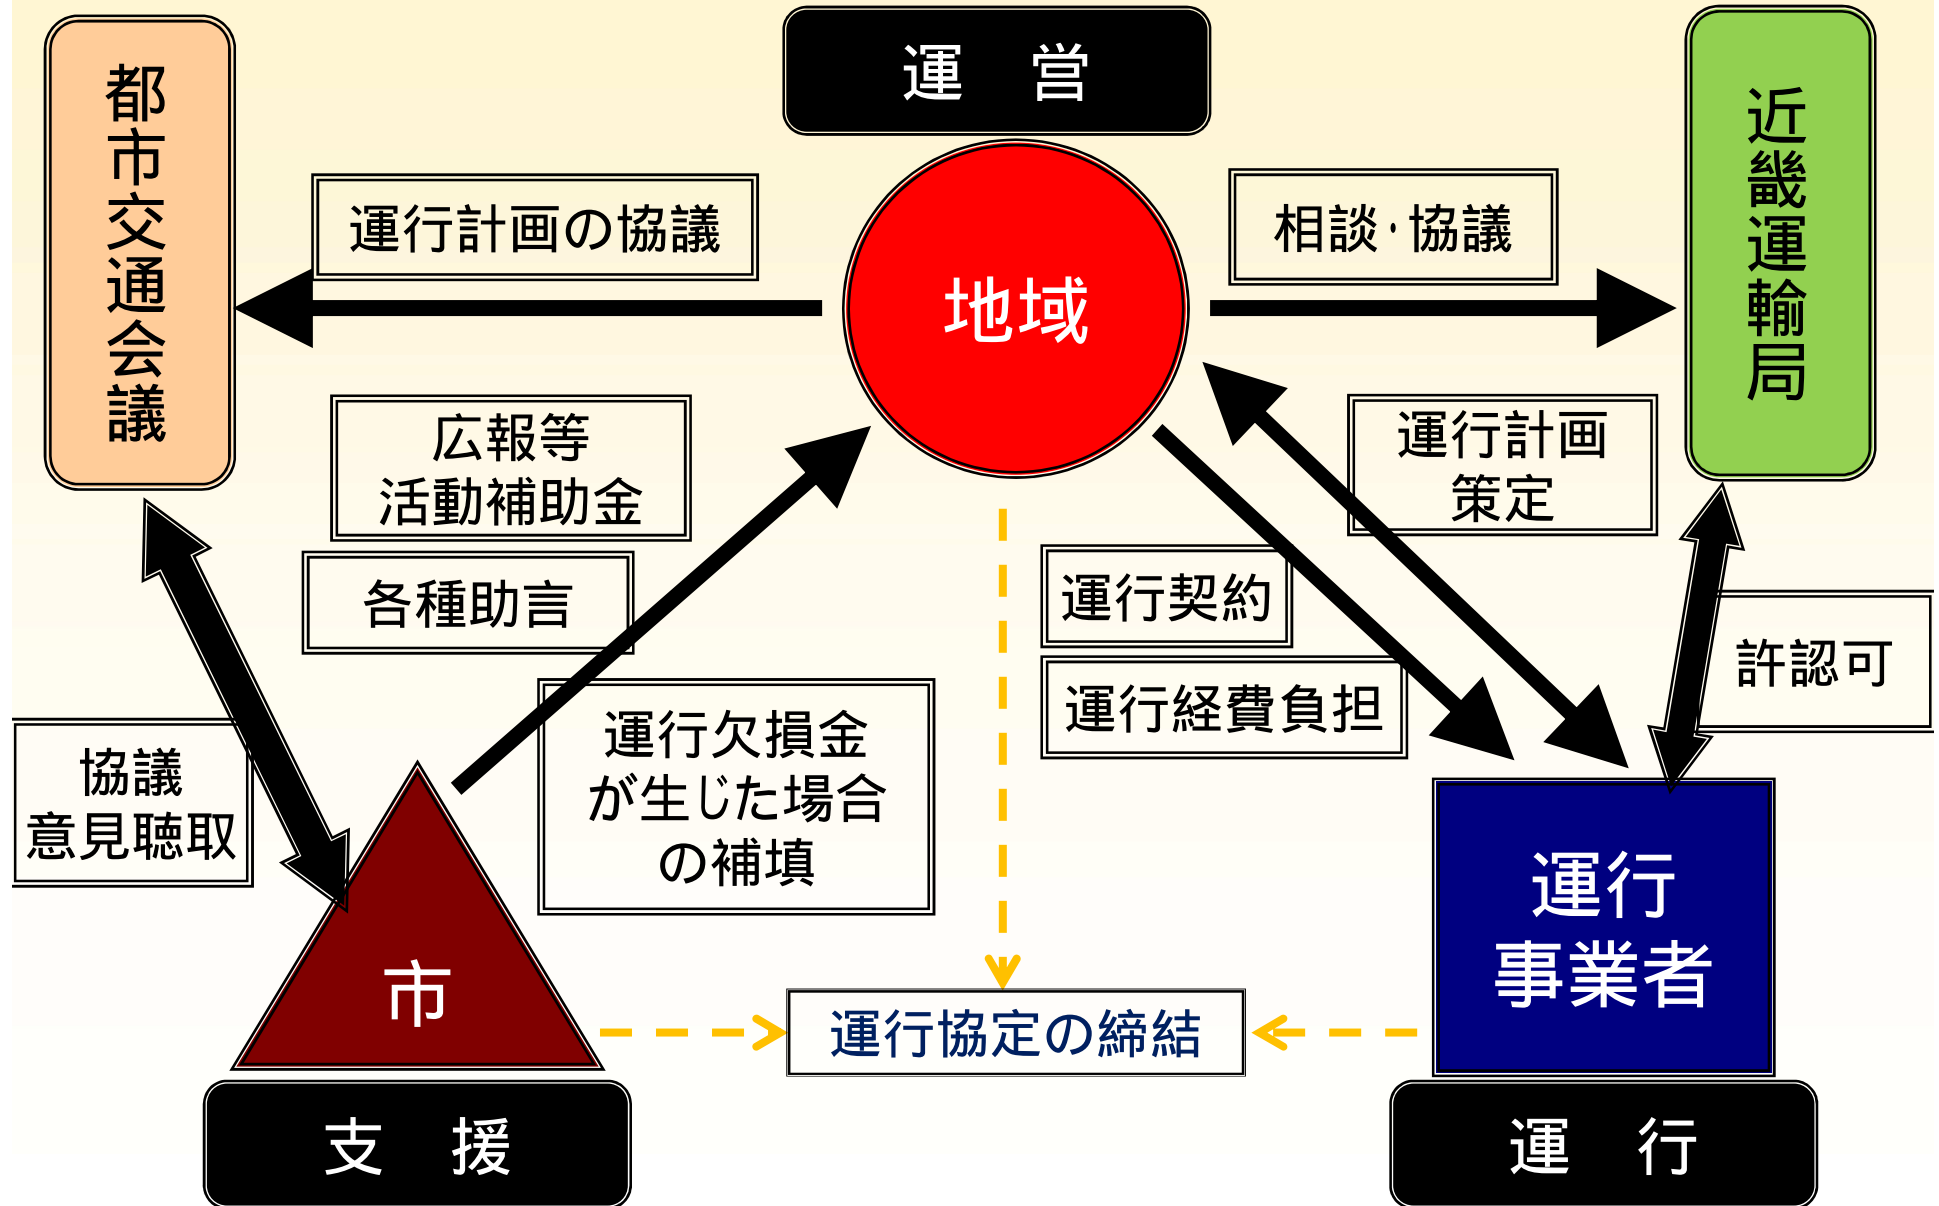 運　営
都市交通会議
近畿運輸局
運行計画の協議
相談・協議
地域
広報等
活動補助金
運行計画
策定
各種助言
運行契約
許認可
運行経費負担
運行欠損金
が生じた場合
の補填
協議
意見聴取
運行
事業者
市
運行協定の締結
支　援
運　行